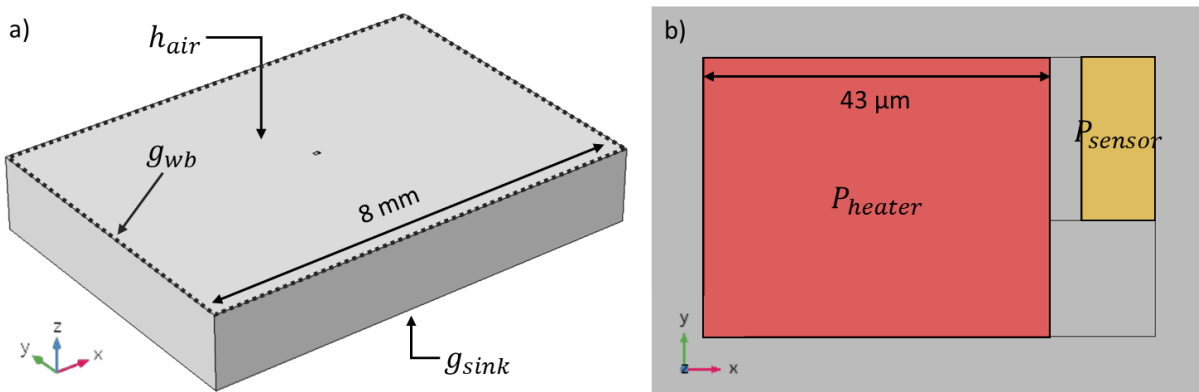 a)
h_air
g_wb
8 mm
g_sink
z
y
x
b)
43 µm
P_sensor
P_heater
y
z
x